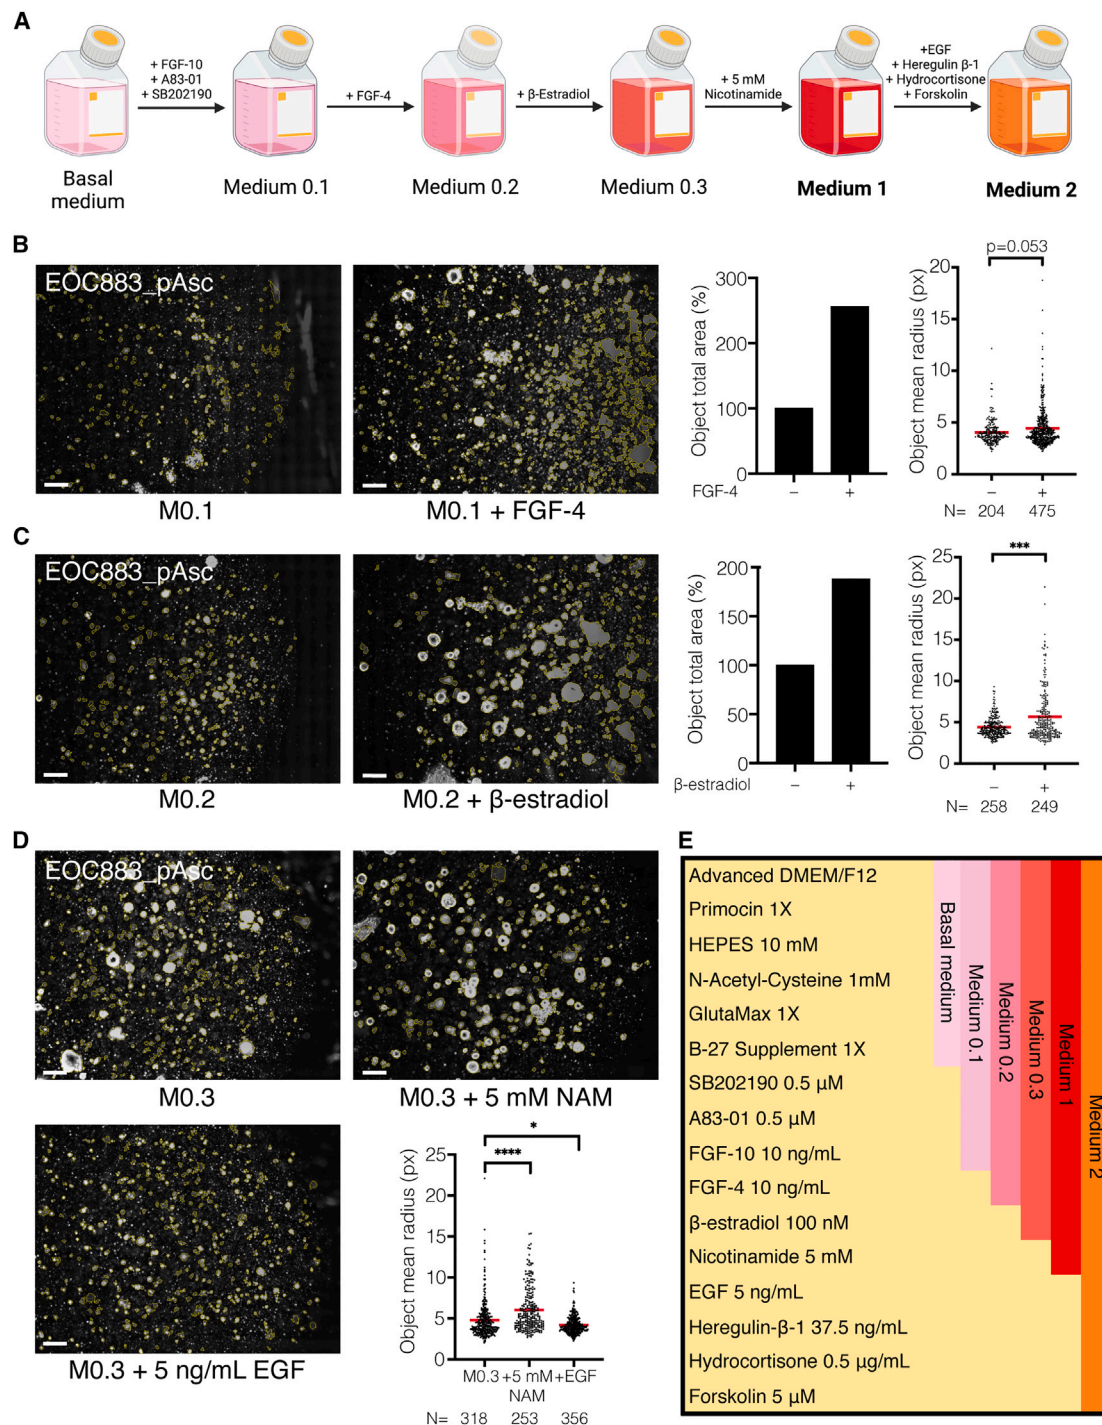 A
+ FGF-10
+ A83-01
+ SB202190
+ FGF-4
+ β-Estradiol
+ 5 mM
Nicotinamide
+EGF
+ Heregulin β-1
+ Hydrocortisone
+ Forskolin
Basal
medium
Medium 0.1
Medium 0.2
Medium 0.3
Medium 1
Medium 2
B
EOC883_pAsc
M0.1
M0.1 + FGF-4
Object total area (%)
300
200
100
0
FGF-4
–
+
p=0.053
Object mean radius (px)
20
15
10
5
0
–
+
N= 204 475
C
EOC883_pAsc
M0.2
M0.2 + β-estradiol
Object total area (%)
200
150
100
50
0
β-estradiol
–
+
***
Object mean radius (px)
25
20
15
10
5
0
–
+
N= 258 249
D
EOC883_pAsc
M0.3
M0.3 + 5 mM NAM
M0.3 + 5 ng/mL EGF
*
****
Object mean radius (px)
25
20
15
10
5
0
M0.3 +5 mM +EGF
NAM
N= 318 253 356
E
Advanced DMEM/F12
Primocin 1X
HEPES 10 mM
N-Acetyl-Cysteine 1mM
GlutaMax 1X
B-27 Supplement 1X
SB202190 0.5 µM
A83-01 0.5 µM
FGF-10 10 ng/mL
FGF-4 10 ng/mL
β-estradiol 100 nM
Nicotinamide 5 mM
EGF 5 ng/mL
Heregulin-β-1 37.5 ng/mL
Hydrocortisone 0.5 µg/mL
Forskolin 5 µM
Basal medium
Medium 0.1
Medium 0.2
Medium 0.3
Medium 1
Medium 2